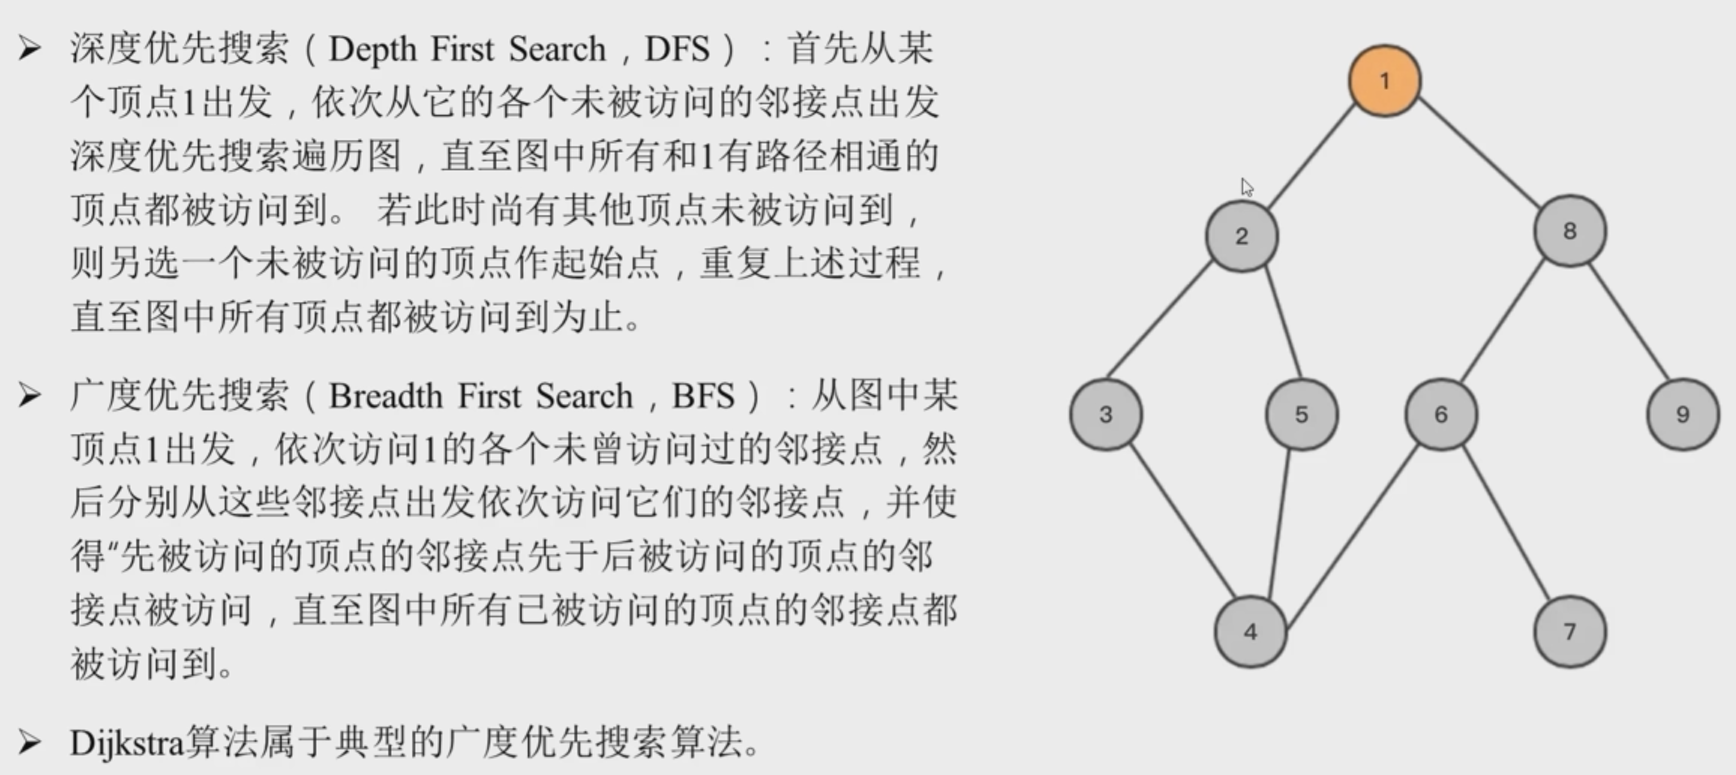 ➢ 深度优先搜索（Depth First Search，DFS）：首先从某
个顶点1出发，依次从它的各个未被访问的邻接点出发
深度优先搜索遍历图，直至图中所有和1有路径相通的
顶点都被访问到。 若此时尚有其他顶点未被访问到，
则另选一个未被访问的顶点作起始点，重复上述过程，
直至图中所有顶点都被访问到为止。
➢ 广度优先搜索（Breadth First Search，BFS）：从图中某
顶点1出发，依次访问1的各个未曾访问过的邻接点，然
后分别从这些邻接点出发依次访问它们的邻接点，并使
得“先被访问的顶点的邻接点先于后被访问的顶点的邻
接点被访问，直至图中所有已被访问的顶点的邻接点都
被访问到。
➢ Dijkstra算法属于典型的广度优先搜索算法。
1
2 8
3 5 6 9
4 7